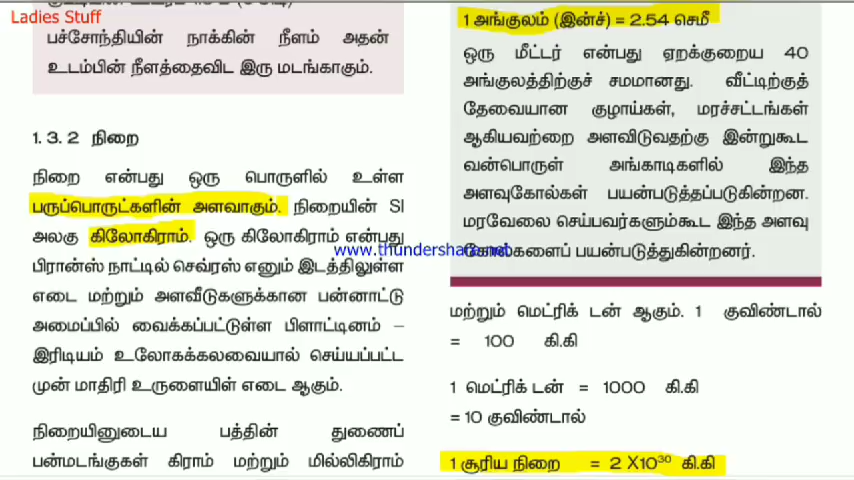 Ladies Stuff
பச்சோந்தியின் நாக்கின் நீளம் அதன்
உடம்பின் நீளத்தைவிட இரு மடங்காகும்.
1. 3. 2 நிறை
நிறை என்பது ஒரு பொருளில் உள்ள
பருப்பொருட்களின் அளவாகும். நிறையின் SI
அலகு கிலோகிராம். ஒரு கிலோகிராம் என்பது
பிரான்ஸ் நாட்டில் செவ்ரஸ் எனும் இடத்திலுள்ள
எடை மற்றும் அளவீடுகளுக்கான பன்னாட்டு
அமைப்பில் வைக்கப்பட்டுள்ள பிளாட்டினம் –
இரிடியம் உலோகக்கலவையால் செய்யப்பட்ட
முன் மாதிரி உருளையின் எடை ஆகும்.
நிறையினுடைய பத்தின் துணைப்
பன்மடங்குகள் கிராம் மற்றும் மில்லிகிராம்
1 அங்குலம் (இன்ச்) = 2.54 செமீ
ஒரு மீட்டர் என்பது ஏறக்குறைய 40
அங்குலத்திற்குச் சமமானது. வீட்டிற்குத்
தேவையான குழாய்கள், மரச்சட்டங்கள்
ஆகியவற்றை அளவிடுவதற்கு இன்றுகூட
வன்பொருள் அங்காடிகளில் இந்த
அளவுகோல்கள் பயன்படுத்தப்படுகின்றன.
மரவேலை செய்பவர்களும்கூட இந்த அளவு
கோல்களைப் பயன்படுத்துகின்றனர்.
www.thundershare.net
மற்றும் மெட்ரிக் டன் ஆகும். 1 குவிண்டால்
= 100 கி.கி
1 மெட்ரிக் டன் = 1000 கி.கி
= 10 குவிண்டால்
1 சூரிய நிறை = 2 X10³⁰ கி.கி